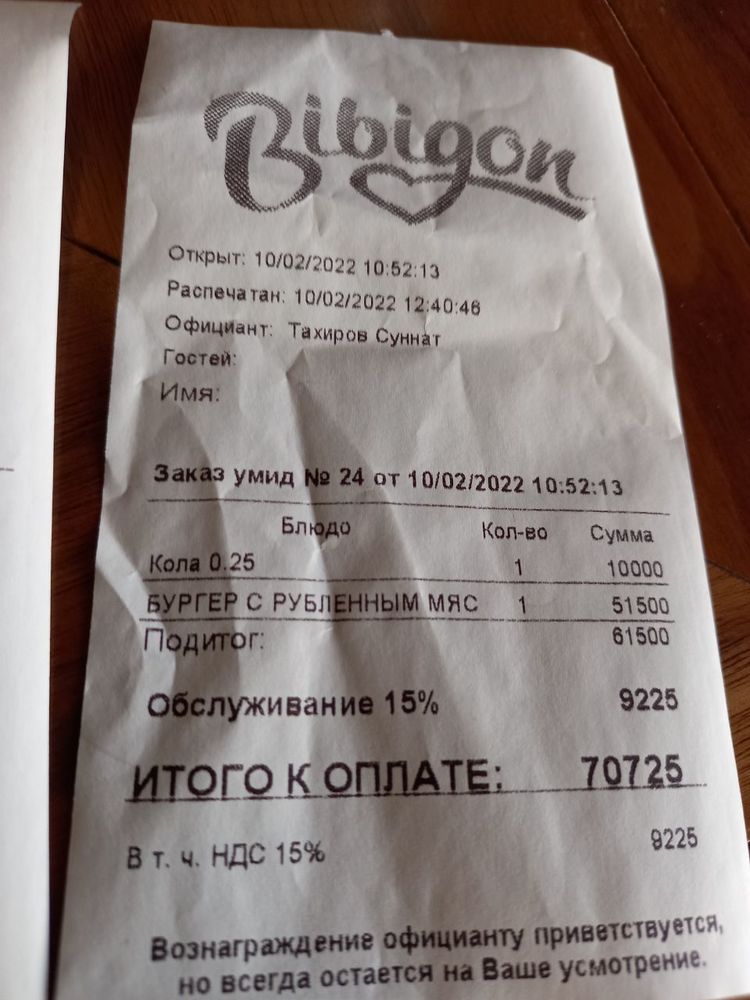 Bibigon
Открыт: 10/02/2022 10:52:13
Распечатан: 10/02/2022 12:40:46
Официант: Тахиров Суннат
Гостей:
Имя:
Заказ умид № 24 от 10/02/2022 10:52:13
Блюдо Кол-во Сумма
Кола 0.25 1 10000
БУРГЕР С РУБЛЕННЫМ МЯС 1 51500
Подитог: 61500
Обслуживание 15% 9225
ИТОГО К ОПЛАТЕ: 70725
В т. ч. НДС 15% 9225
Вознаграждение официанту приветствуется,
но всегда остается на Ваше усмотрение.